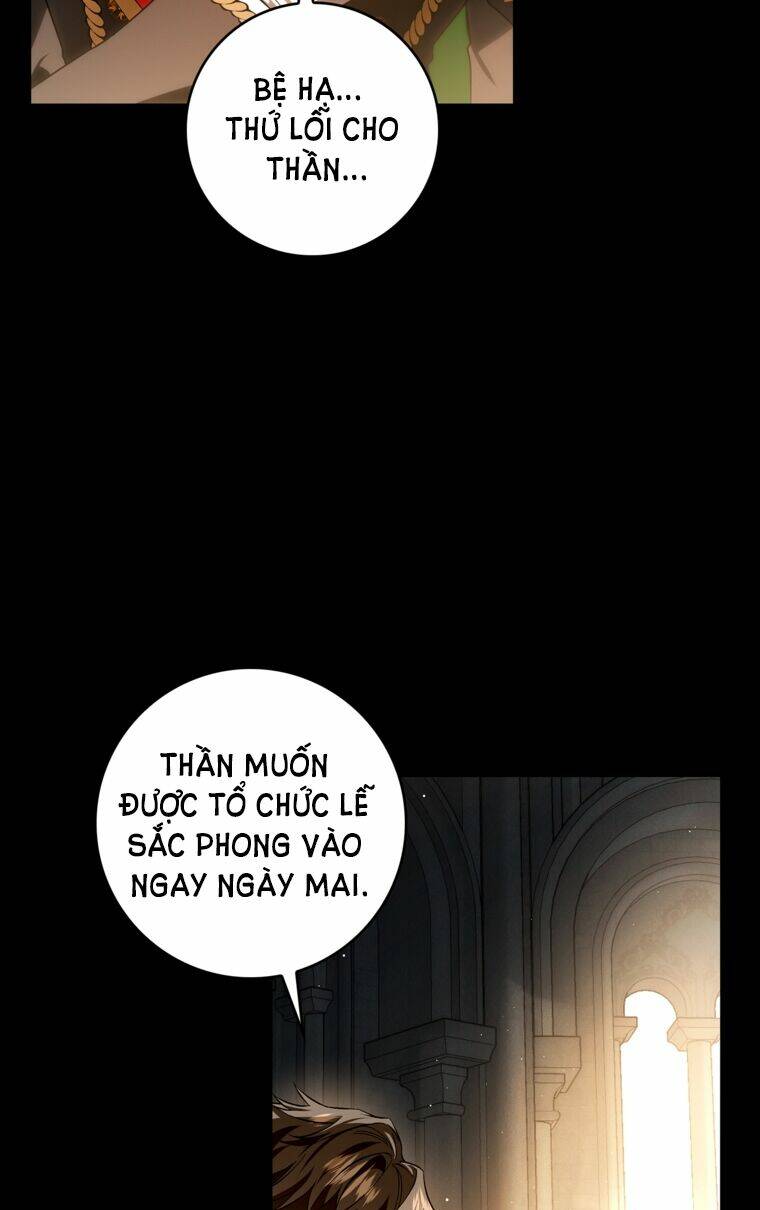 BỆ HẠ...
THỨ LỖI CHO
THẦN...
THẦN MUỐN
ĐƯỢC TỔ CHỨC LỄ
SẮC PHONG VÀO
NGAY NGÀY MAI.